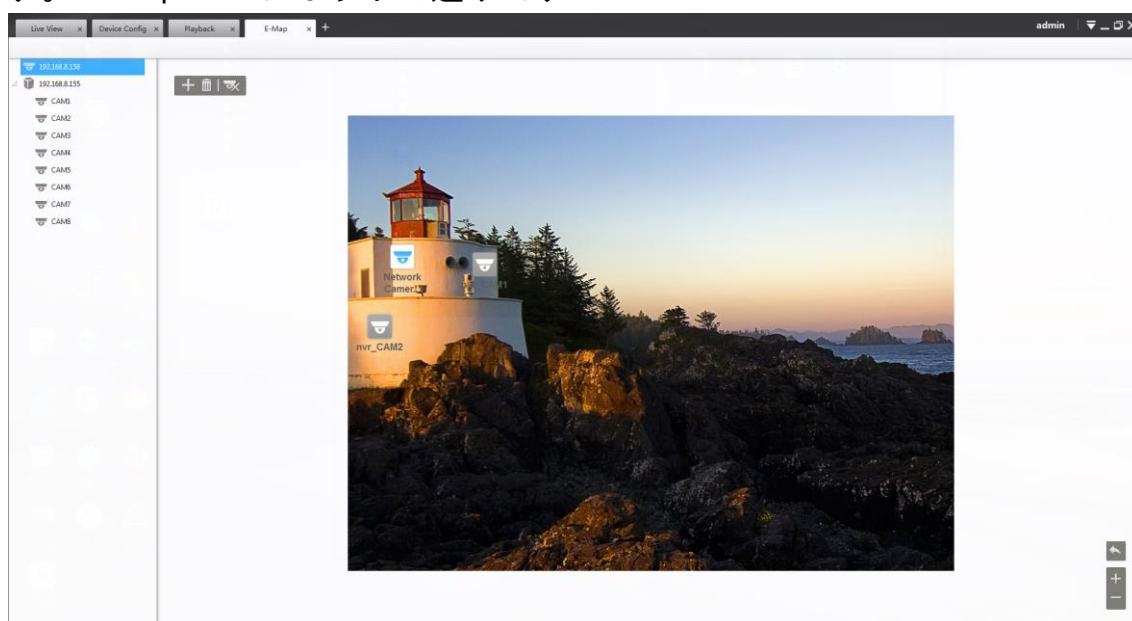 Live View × Device Config × Playback × E-Map × + admin
192.168.8.158
192.168.8.155
CAM1
CAM2
CAM3
CAM4
CAM5
CAM6
CAM7
CAM8
Network
Camera
nvr_CAM2